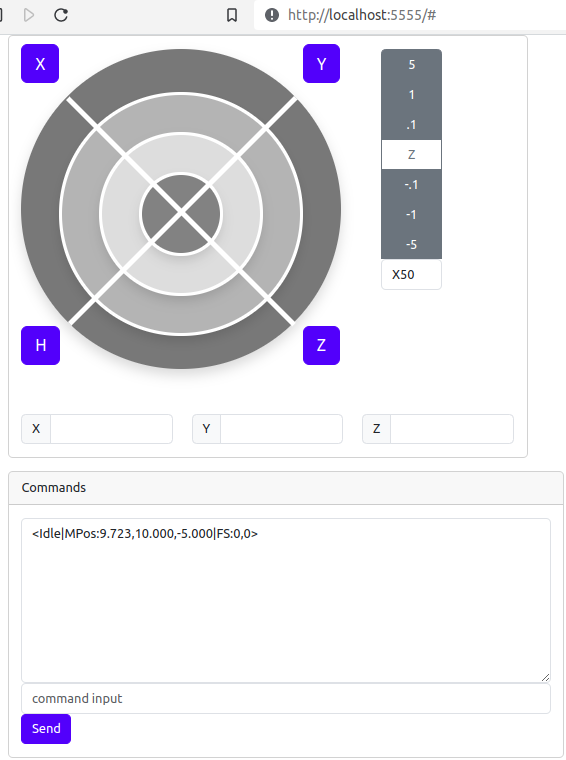 http://localhost:5555/#
X
Y
5
1
.1
Z
-.1
-1
-5
X50
H
Z
X
Y
Z
Commands
<Idle|MPos:9.723,10.000,-5.000|FS:0,0>
command input
Send